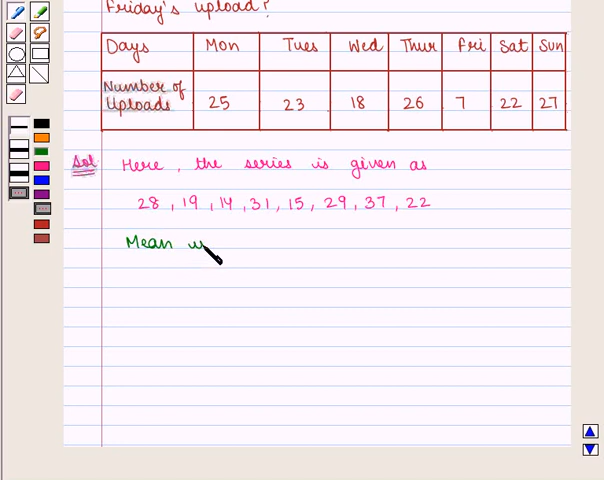 Friday's upload?
Days Mon Tues Wed Thur Fri Sat Sun
Number of Uploads 25 23 18 26 7 22 27
Sol Here, the series is given as
28, 19, 14, 31, 15, 29, 37, 22
Mean w